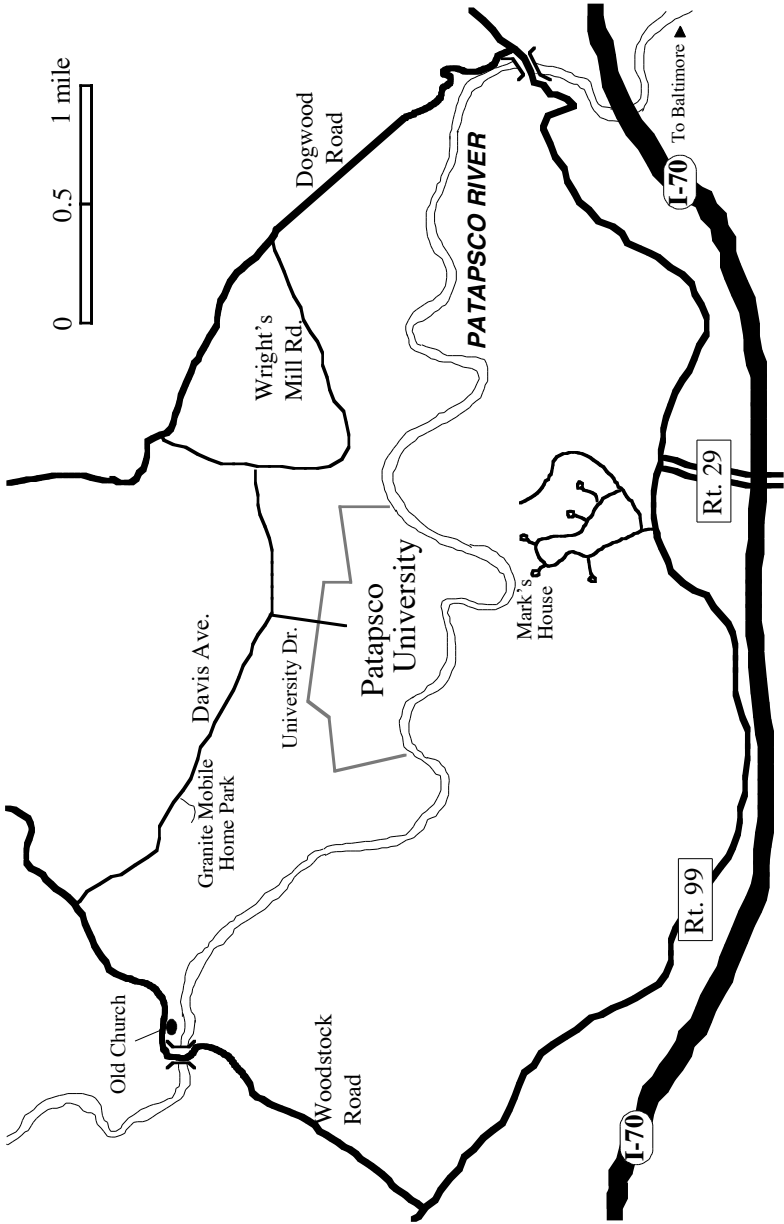 0
0.5
1 mile
Dogwood
Road
Wright's
Mill Rd.
Davis Ave.
Granite Mobile
Home Park
University Dr.
Patapsco
University
PATAPSCO RIVER
Old Church
Woodstock
Road
Mark's
House
Rt. 29
Rt. 99
I-70
I-70
To Baltimore